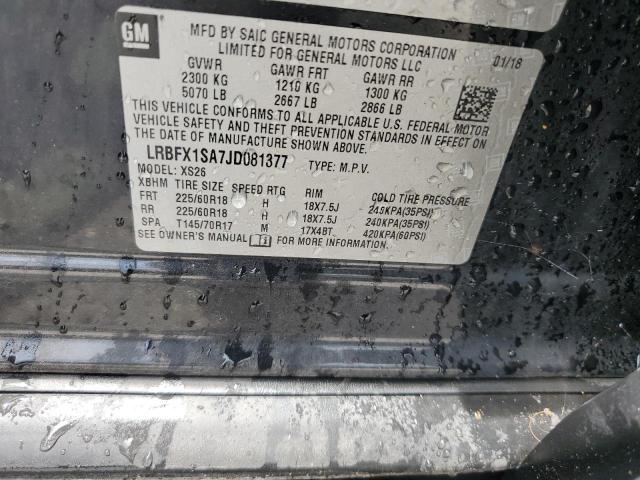 GM
MFD BY SAIC GENERAL MOTORS CORPORATION
LIMITED FOR GENERAL MOTORS LLC
01/18
GVWR GAWR FRT GAWR RR
2300 KG 1210 KG 1300 KG
5070 LB 2667 LB 2866 LB
THIS VEHICLE CONFORMS TO ALL APPLICABLE U.S. FEDERAL MOTOR
VEHICLE SAFETY AND THEFT PREVENTION STANDARDS IN EFFECT ON
THE DATE OF MANUFACTURE SHOWN ABOVE.
LRBFX1SA7JD081377 TYPE: M.P.V.
MODEL: XS26
XBHM TIRE SIZE SPEED RTG RIM COLD TIRE PRESSURE
FRT 225/60R18 H 18X7.5J 245KPA(35PSI)
RR 225/60R18 H 18X7.5J 240KPA(35PSI)
SPA T145/70R17 M 17X4BT 420KPA(60PSI)
SEE OWNER'S MANUAL i FOR MORE INFORMATION.